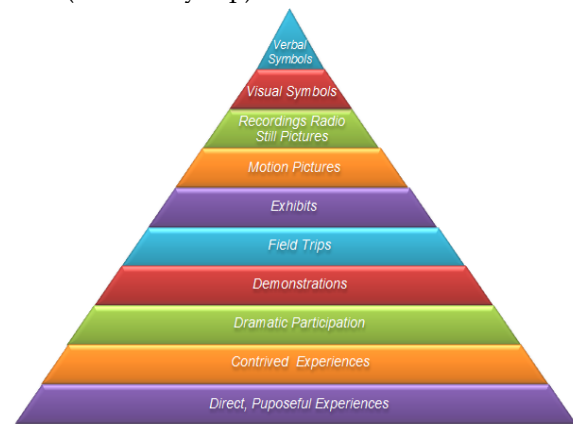 Verbal
Symbols
Visual Symbols
Recordings Radio
Still Pictures
Motion Pictures
Exhibits
Field Trips
Demonstrations
Dramatic Participation
Contrived Experiences
Direct, Puposeful Experiences